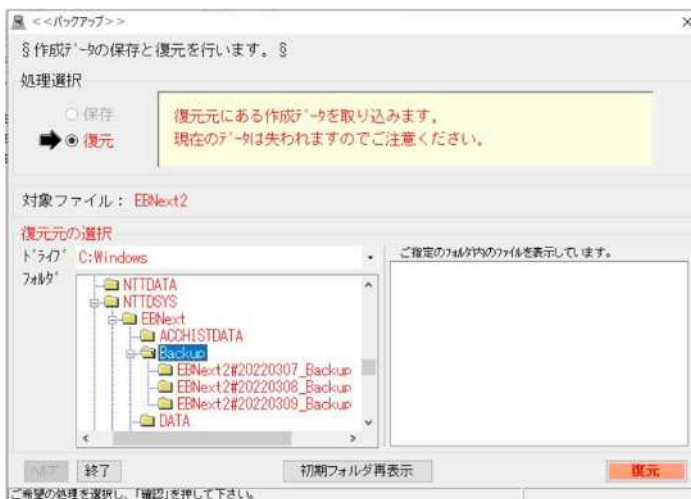 <<バックアップ>>
§作成ﾃﾞｰﾀの保存と復元を行います。§
処理選択
保存
復元
復元元にある作成ﾃﾞｰﾀを取り込みます。
現在のﾃﾞｰﾀは失われますのでご注意ください。
対象ファイル： EBNext2
復元元の選択
ﾄﾞﾗｲﾌﾞ C:Windows
ﾌｫﾙﾀﾞ
NTTDATA
NTTDSYS
EBNext
ACCHISTDATA
Backup
EBNext2#20220307_Backup
EBNext2#20220308_Backup
EBNext2#20220309_Backup
DATA
ご指定のﾌｫﾙﾀﾞ内のﾌｧｲﾙを表示しています。
ﾍﾙﾌﾟ 終了 初期フォルダ再表示 復元
ご希望の処理を選択し、「確認」を押して下さい。